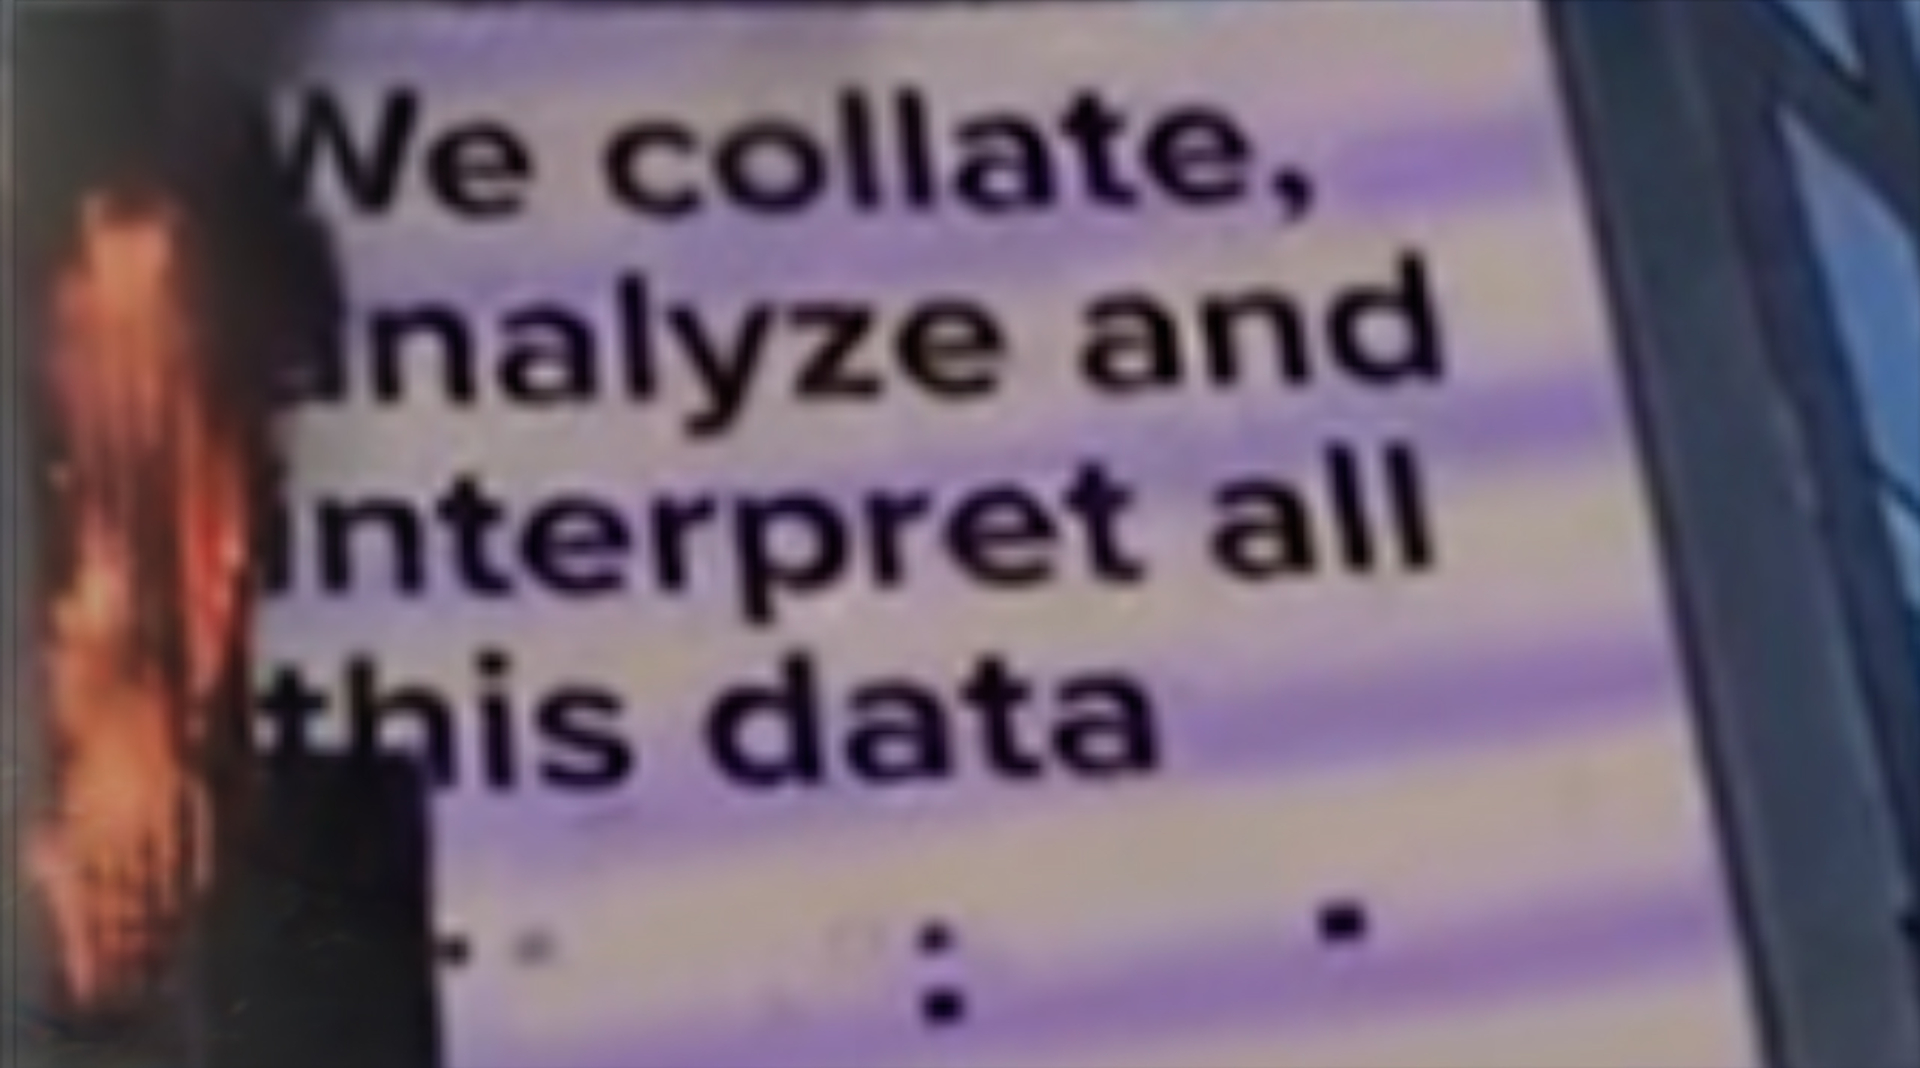 We collate,
analyze and
interpret all
this data